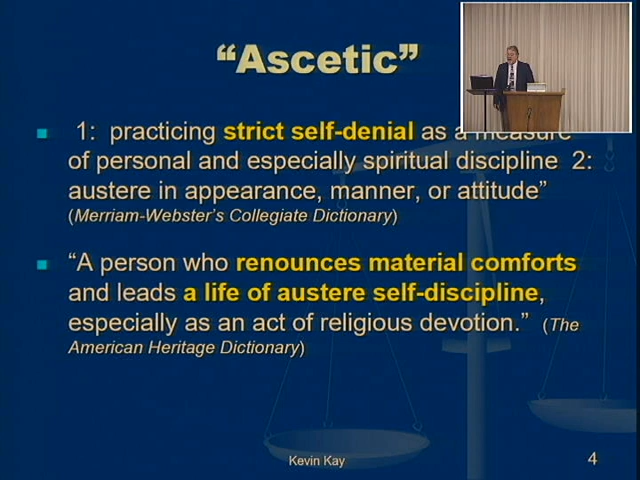 “Ascetic”
1: practicing strict self-denial as a measure
of personal and especially spiritual discipline 2:
austere in appearance, manner, or attitude”
(Merriam-Webster’s Collegiate Dictionary)
“A person who renounces material comforts
and leads a life of austere self-discipline,
especially as an act of religious devotion.” (The
American Heritage Dictionary)
Kevin Kay
4